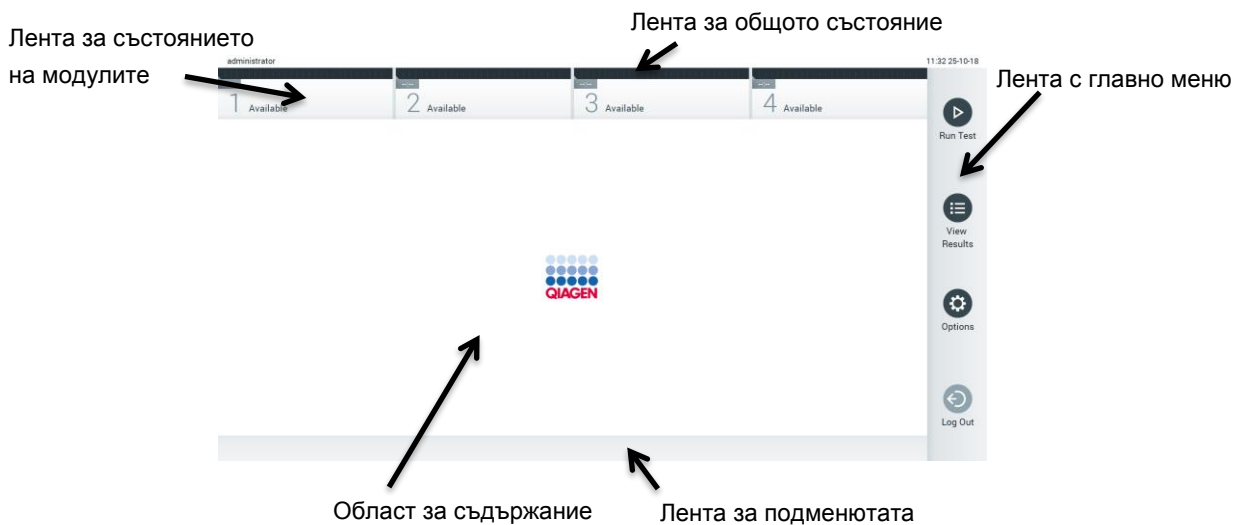 Лента за общото състояние
Лента за състоянието
на модулите
administrator
11:32 25-10-18
Лента с главно меню
1 Available
2 Available
3 Available
4 Available
Run Test
View
Results
QIAGEN
Options
Log Out
Област за съдържание
Лента за подменютата